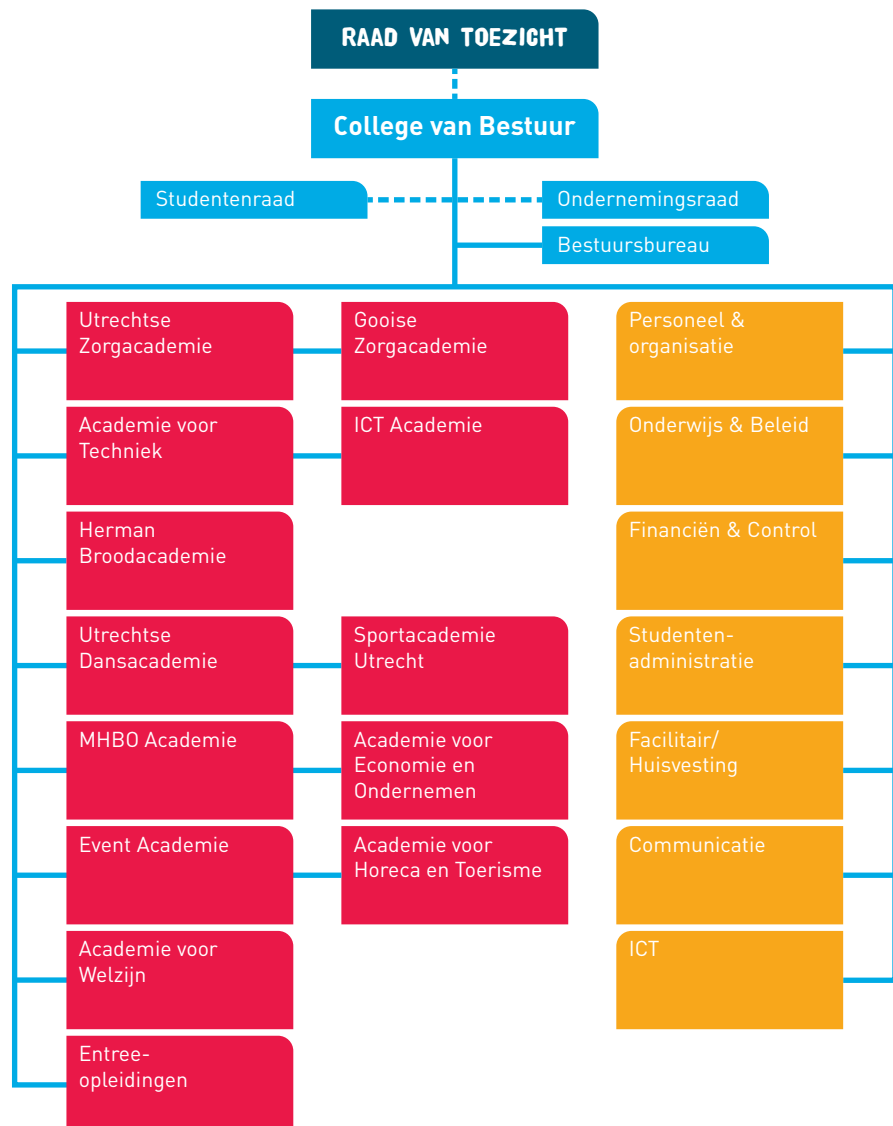 RAAD VAN TOEZICHT
College van Bestuur
Studentenraad
Ondernemingsraad
Bestuursbureau
Utrechtse
Zorgacademie
Gooise
Zorgacademie
Personeel &
organisatie
Academie voor
Techniek
ICT Academie
Onderwijs & Beleid
Herman
Broodacademie
Financiën & Control
Utrechtse
Dansacademie
Sportacademie
Utrecht
Studenten-
administratie
MHBO Academie
Academie voor
Economie en
Ondernemen
Facilitair/
Huisvesting
Event Academie
Academie voor
Horeca en Toerisme
Communicatie
Academie voor
Welzijn
ICT
Entree-
opleidingen